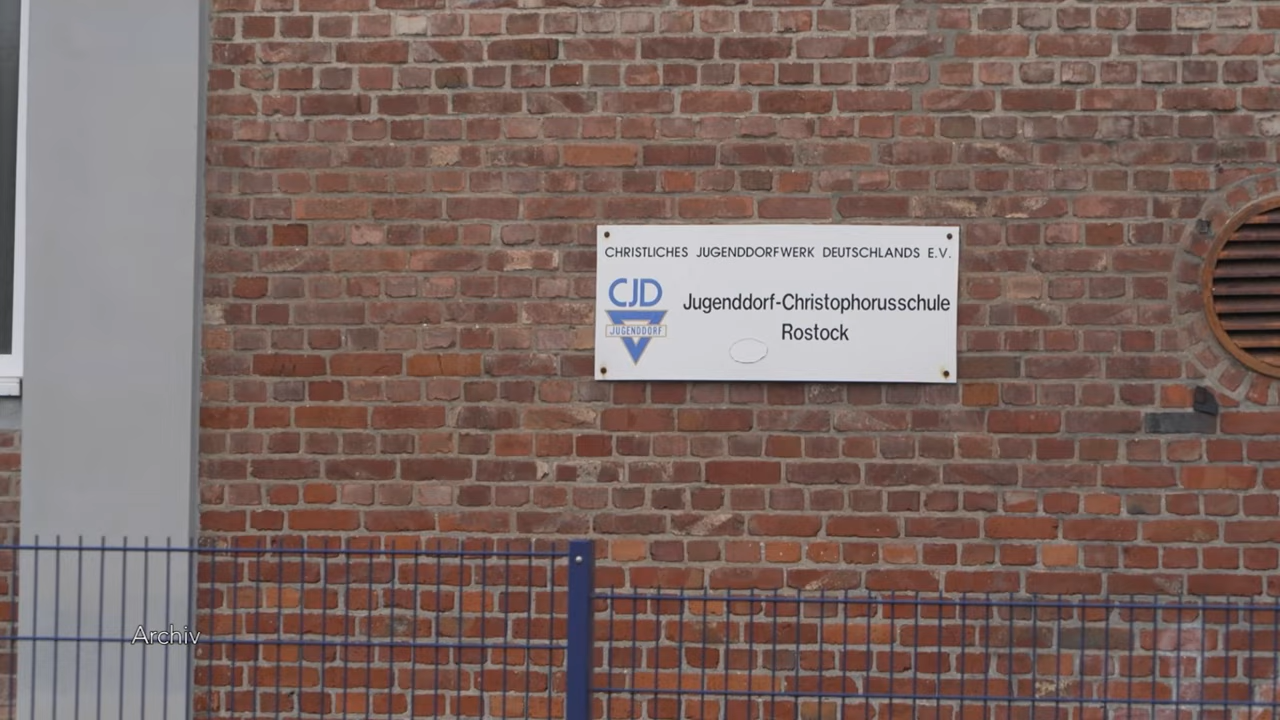 CHRISTLICHES JUGENDDORFWERK DEUTSCHLANDS E.V.
CJD
JUGENDDORF
Jugenddorf-Christophorusschule
Rostock
Archiv